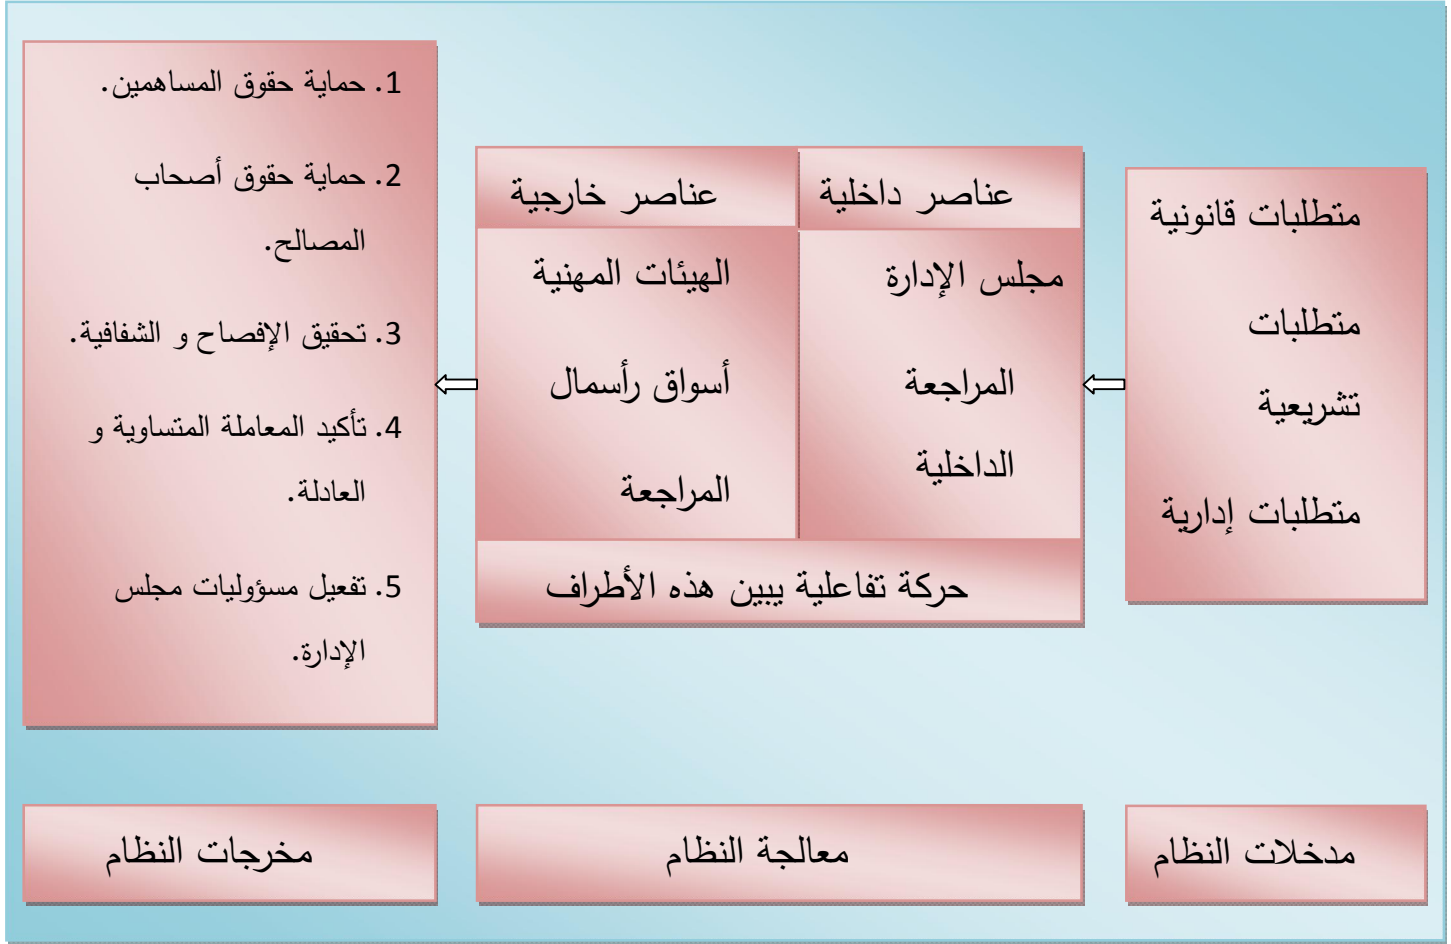 متطلبات قانونية
متطلبات
تشريعية
متطلبات إدارية
عناصر داخلية
مجلس الإدارة
المراجعة
الداخلية
عناصر خارجية
الهيئات المهنية
أسواق رأسمال
المراجعة
حركة تفاعلية يبين هذه الأطراف
1. حماية حقوق المساهمين.
2. حماية حقوق أصحاب
المصالح.
3. تحقيق الإفصاح و الشفافية.
4. تأكيد المعاملة المتساوية و
العادلة.
5. تفعيل مسؤوليات مجلس
الإدارة.
مدخلات النظام
معالجة النظام
مخرجات النظام